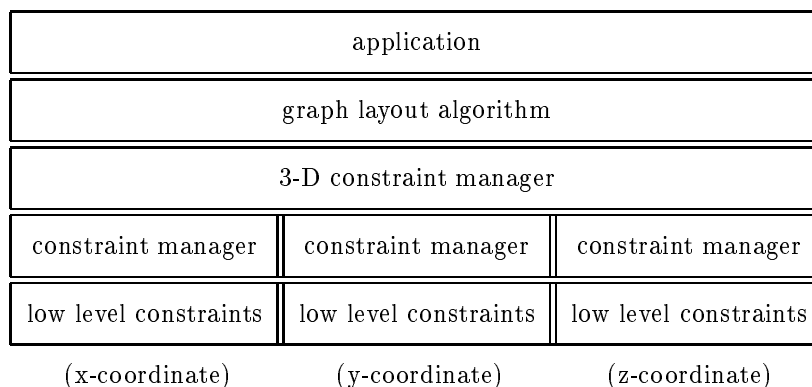 application
graph layout algorithm
3-D constraint manager
constraint manager constraint manager constraint manager
low level constraints low level constraints low level constraints
(x-coordinate) (y-coordinate) (z-coordinate)